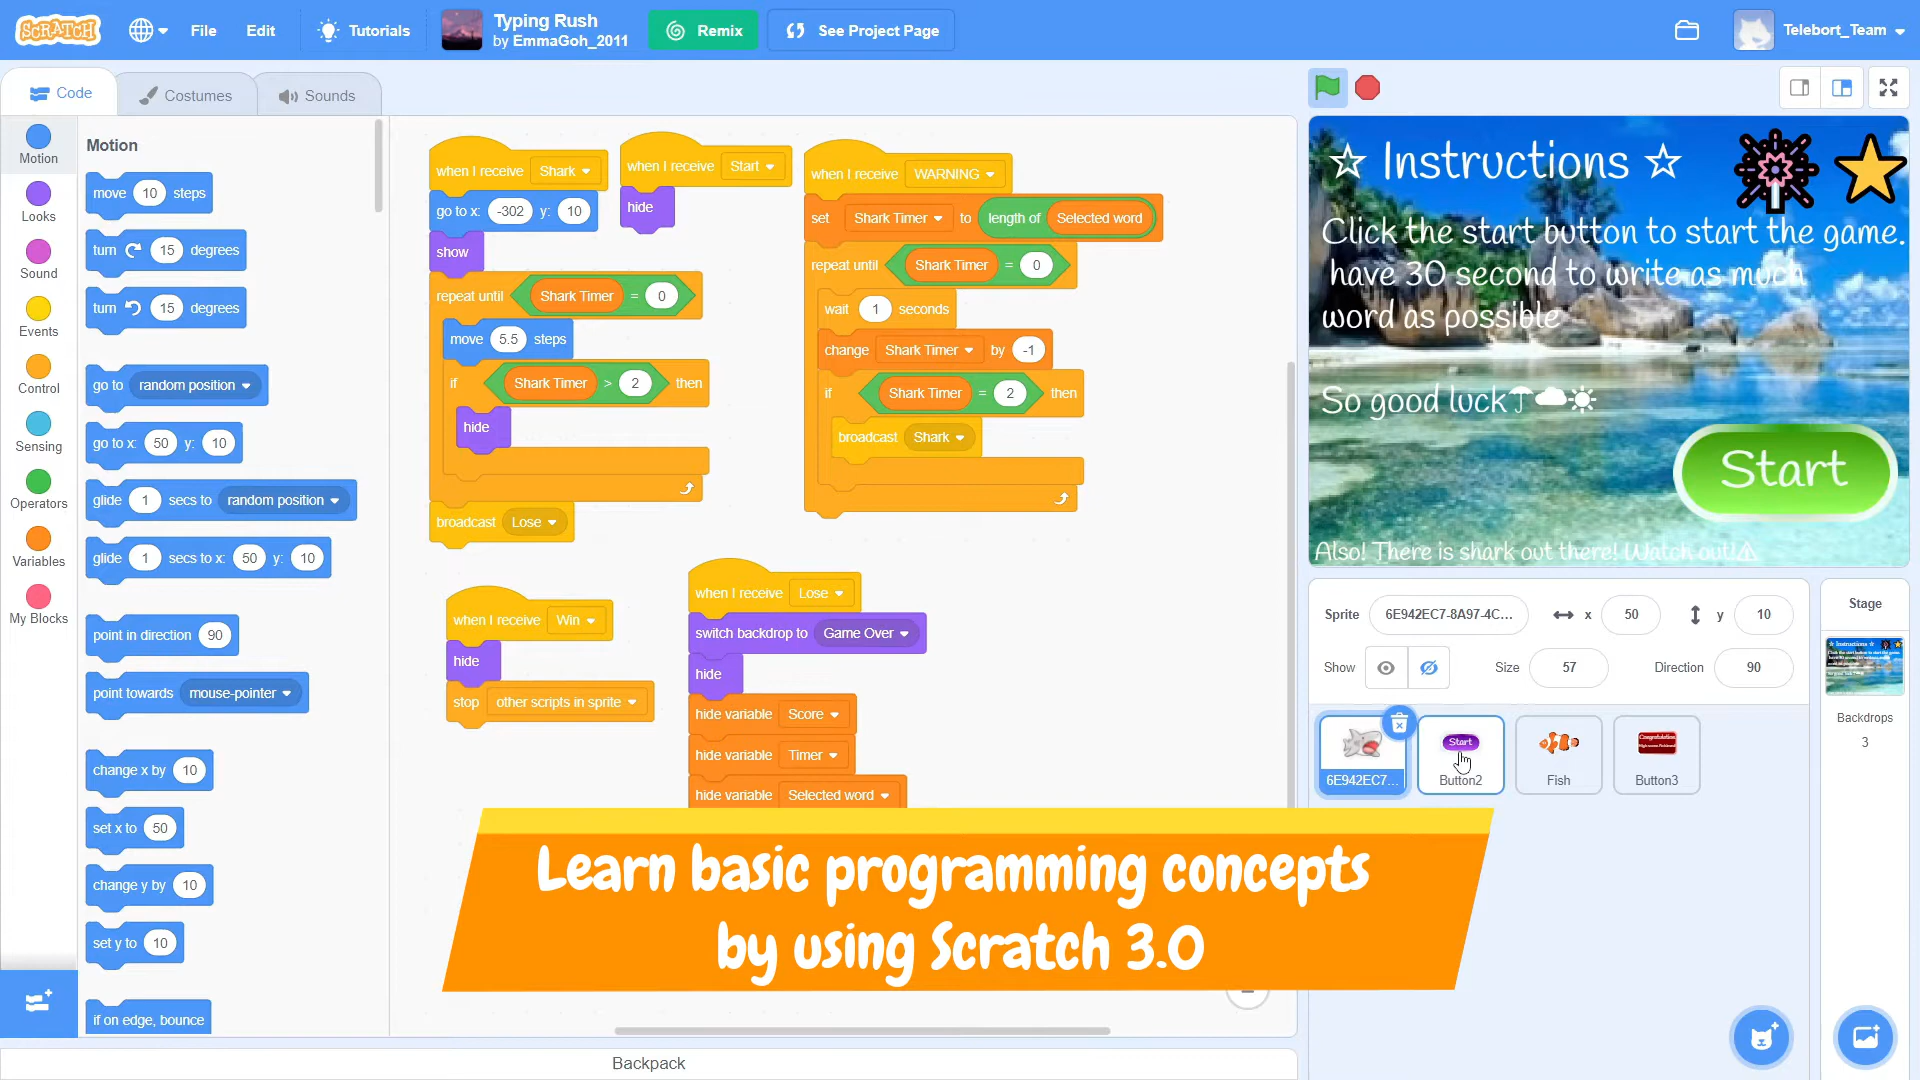 SCRATCH
File
Edit
Tutorials
Typing Rush
by EmmaGoh_2011
Remix
See Project Page
Telebort_Team
Code
Costumes
Sounds
Motion
Looks
Sound
Events
Control
Sensing
Operators
Variables
My Blocks
Motion
move 10 steps
turn 15 degrees
turn 15 degrees
go to random position
go to x: 50 y: 10
glide 1 secs to random position
glide 1 secs to x: 50 y: 10
point in direction 90
point towards mouse-pointer
change x by 10
set x to 50
change y by 10
set y to 10
if on edge, bounce
when I receive Shark
go to x: -302 y: 10
show
repeat until Shark Timer = 0
move 5.5 steps
if Shark Timer > 2 then
hide
broadcast Lose
when I receive Start
hide
when I receive WARNING
set Shark Timer to length of Selected word
repeat until Shark Timer = 0
wait 1 seconds
change Shark Timer by -1
if Shark Timer = 2 then
broadcast Shark
when I receive Win
hide
stop other scripts in sprite
when I receive Lose
switch backdrop to Game Over
hide
hide variable Score
hide variable Timer
hide variable Selected word
Learn basic programming concepts
by using Scratch 3.0
Backpack
☆ Instructions ☆
Click the start button to start the game.
have 30 second to write as much
word as possible
So good luck☂☁☀
Start
Also! There is shark out there! Watch out!⚠
Sprite 6E942EC7-8A97-4C... x 50 y 10
Show Size 57 Direction 90
6E942EC7...
Start
Button2
Fish
Congratulation
Button3
Stage
Instructions
Backdrops
3